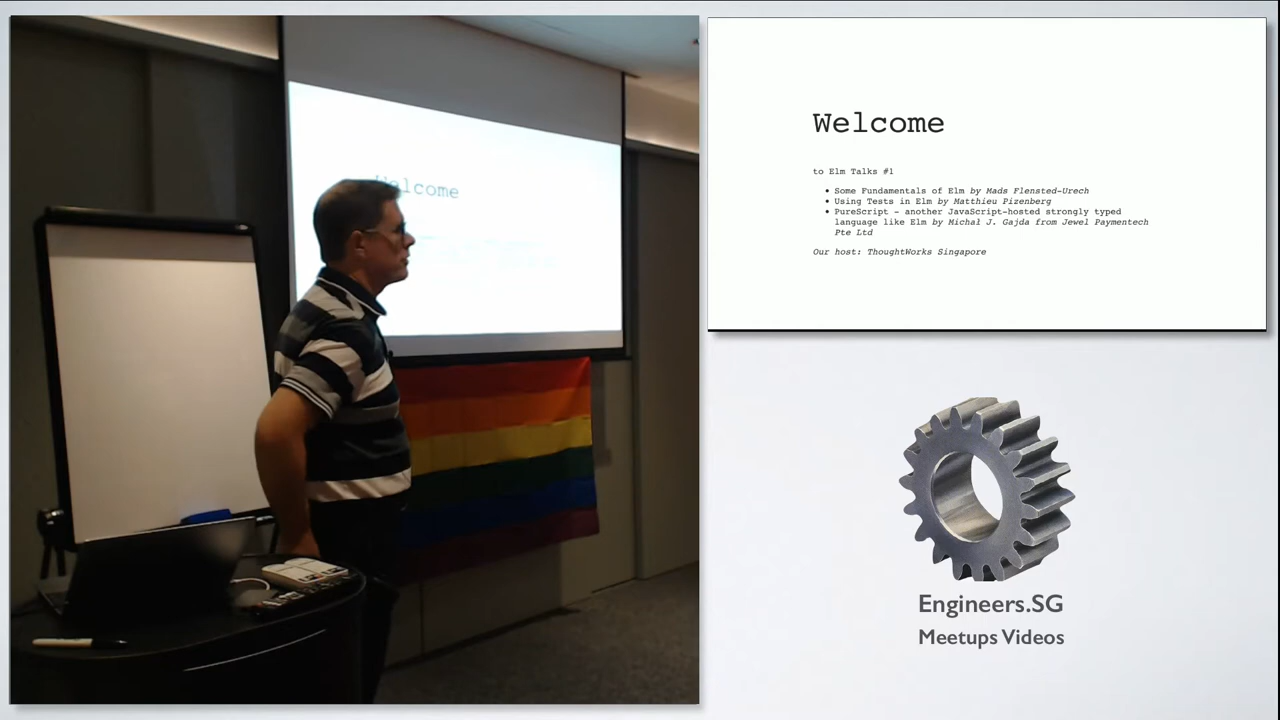 Welcome
Welcome
to Elm Talks #1
• Some Fundamentals of Elm by Mads Flensted-Urech
• Using Tests in Elm by Matthieu Pizenberg
• PureScript - another JavaScript-hosted strongly typed
language like Elm by Michał J. Gajda from Jewel Paymentech
Pte Ltd
Our host: ThoughtWorks Singapore
Engineers.SG
Meetups Videos